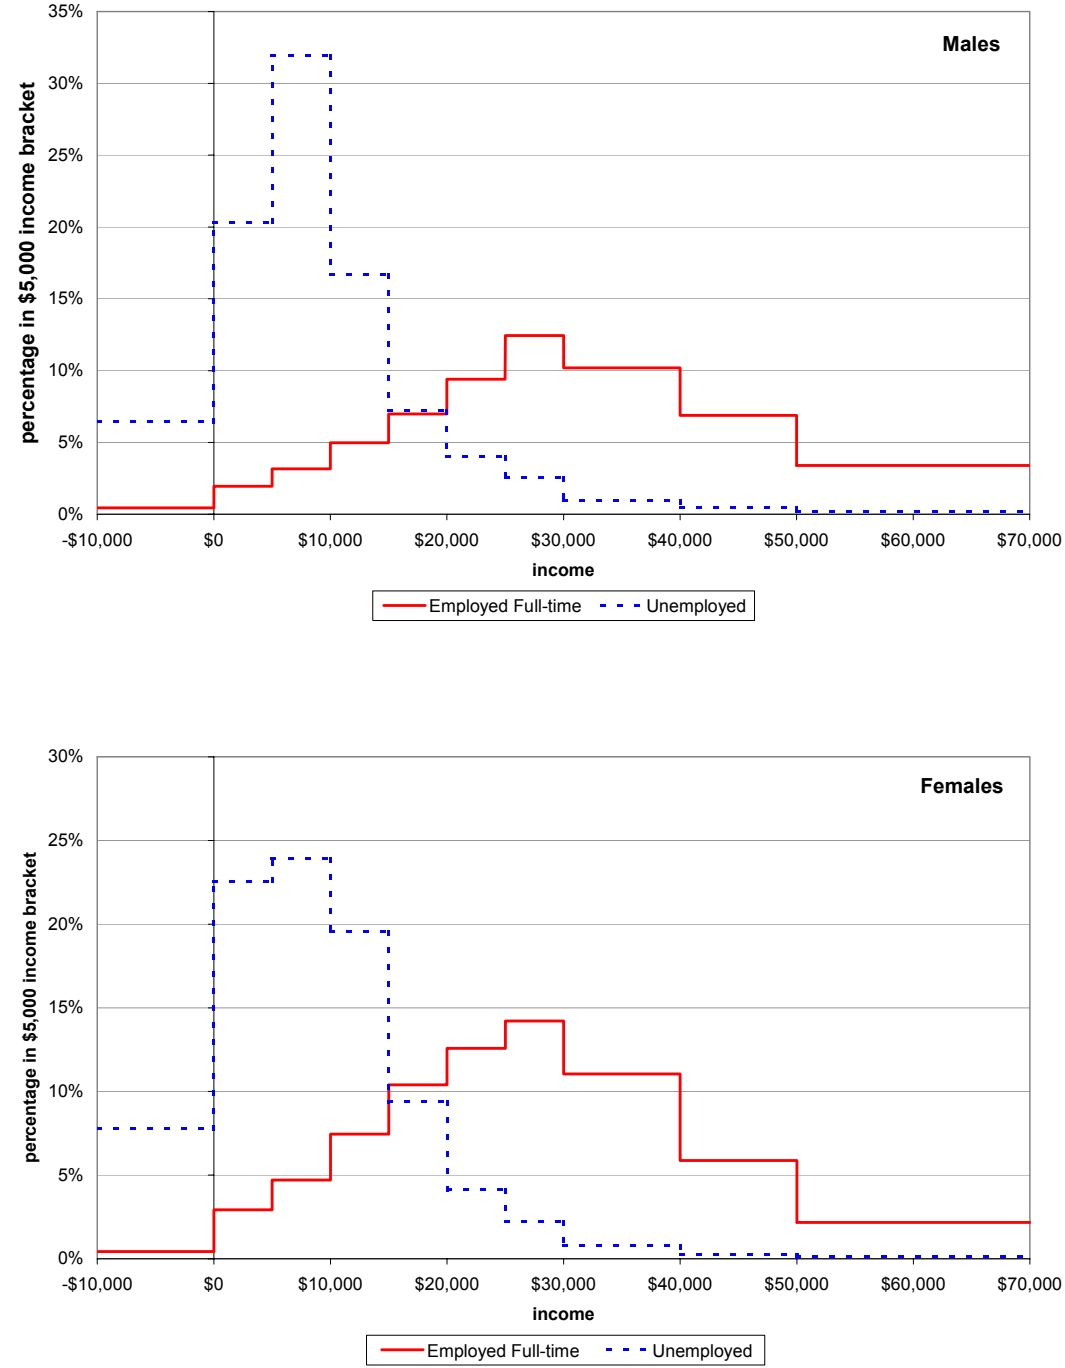 35%
Males
30%
25%
20%
15%
10%
5%
0%
percentage in $5,000 income bracket
-$10,000 $0 $10,000 $20,000 $30,000 $40,000 $50,000 $60,000 $70,000
income
Employed Full-time Unemployed
30%
Females
25%
20%
15%
10%
5%
0%
percentage in $5,000 income bracket
-$10,000 $0 $10,000 $20,000 $30,000 $40,000 $50,000 $60,000 $70,000
income
Employed Full-time Unemployed